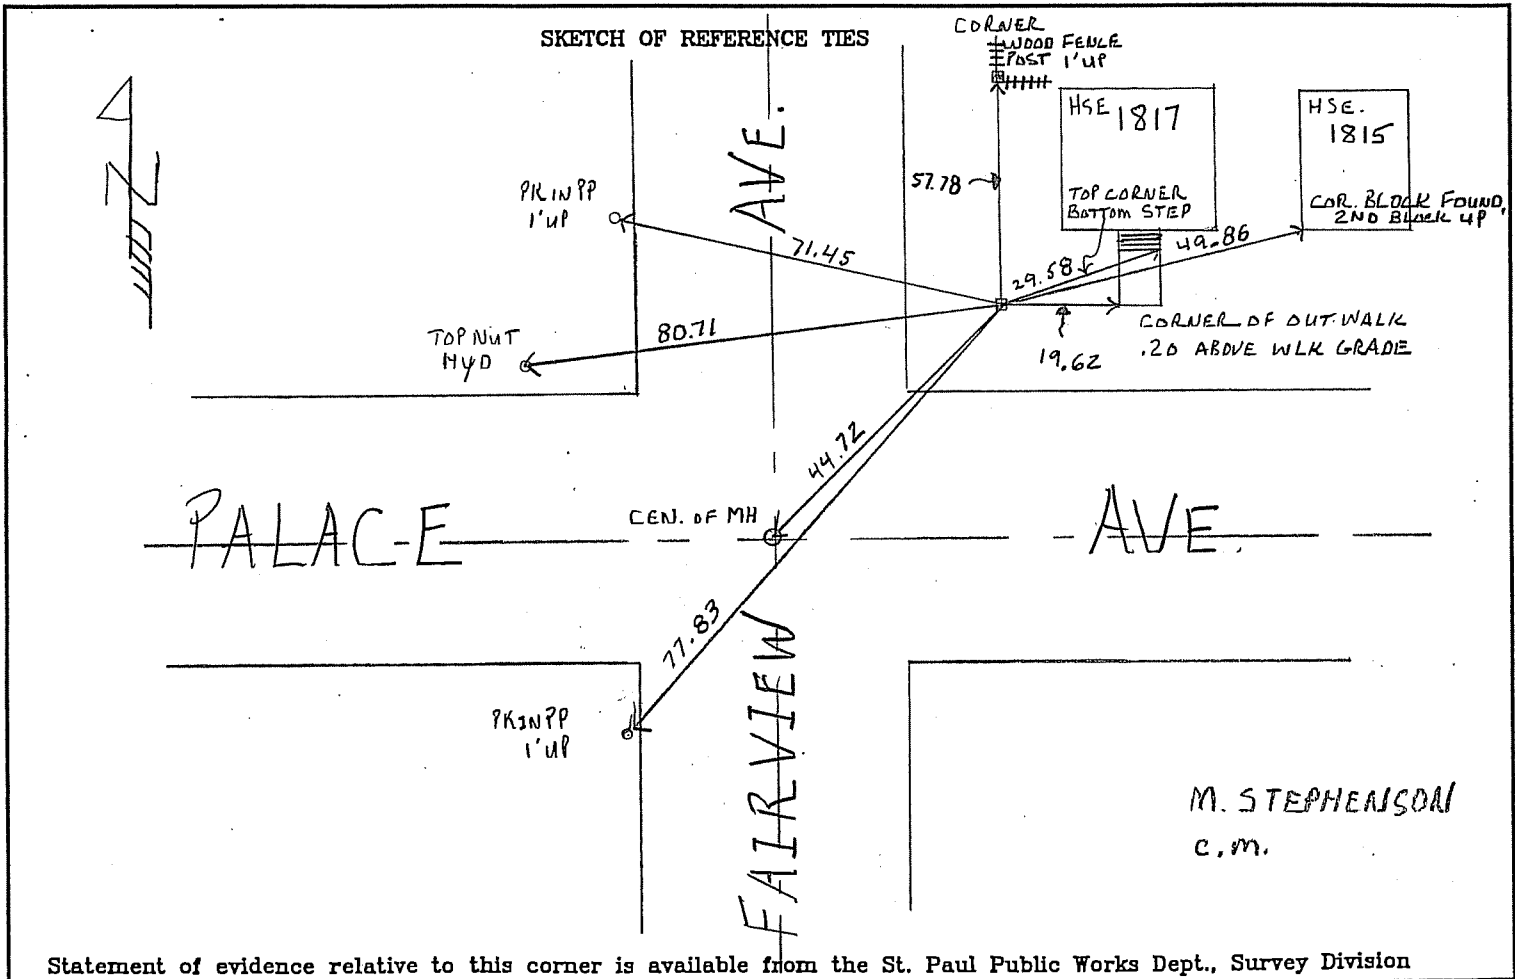 SKETCH OF REFERENCE TIES
CORNER
WOOD FENCE
POST 1'UP
HSE 1817
HSE.
1815
57.78
TOP CORNER
BOTTOM STEP
COR. BLOCK FOUND,
2ND BLOCK UP
PK IN PP
1'UP
AVE.
N
71.45
29.58
49.86
TOP NUT
HYD
80.71
19.62
CORNER OF OUT.WALK
.20 ABOVE WLK GRADE
44.72
PALACE
CEN. OF MH
AVE.
77.83
FAIRVIEW
PK IN PP
1'UP
M. STEPHENSON
C.M.
Statement of evidence relative to this corner is available from the St. Paul Public Works Dept., Survey Division